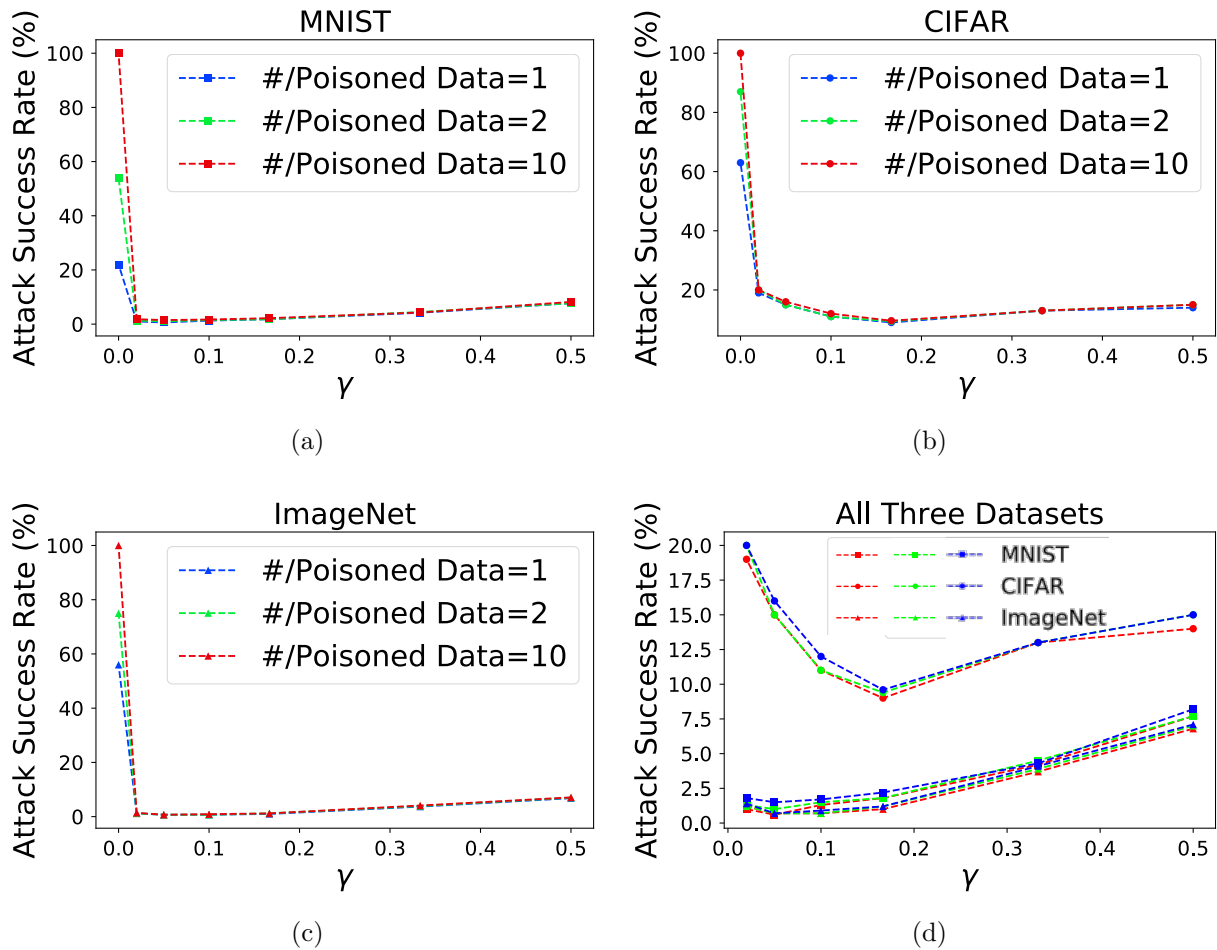 MNIST
Attack Success Rate (%)
100
80
60
40
20
0
#/Poisoned Data=1
#/Poisoned Data=2
#/Poisoned Data=10
0.0 0.1 0.2 0.3 0.4 0.5
γ
(a)
CIFAR
Attack Success Rate (%)
100
80
60
40
20
#/Poisoned Data=1
#/Poisoned Data=2
#/Poisoned Data=10
0.0 0.1 0.2 0.3 0.4 0.5
γ
(b)
ImageNet
Attack Success Rate (%)
100
80
60
40
20
0
#/Poisoned Data=1
#/Poisoned Data=2
#/Poisoned Data=10
0.0 0.1 0.2 0.3 0.4 0.5
γ
(c)
All Three Datasets
Attack Success Rate (%)
20.0
17.5
15.0
12.5
10.0
7.5
5.0
2.5
0.0
MNIST
CIFAR
ImageNet
0.0 0.1 0.2 0.3 0.4 0.5
γ
(d)